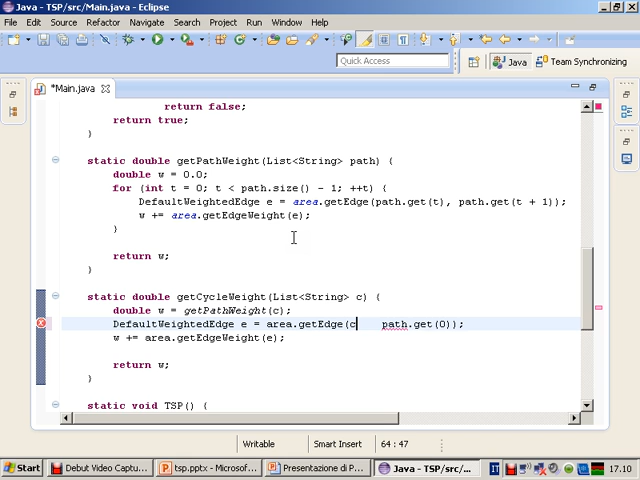 Java - TSP/src/Main.java - Eclipse
File Edit Source Refactor Navigate Search Project Run Window Help
Quick Access
Java
Team Synchronizing
*Main.java
return false;
return true;
}
static double getPathWeight(List<String> path) {
double w = 0.0;
for (int t = 0; t < path.size() - 1; ++t) {
DefaultWeightedEdge e = area.getEdge(path.get(t), path.get(t + 1));
w += area.getEdgeWeight(e);
}
return w;
}
static double getCycleWeight(List<String> c) {
double w = getPathWeight(c);
DefaultWeightedEdge e = area.getEdge(c path.get(0));
w += area.getEdgeWeight(e);
return w;
}
static void TSP() {
Writable Smart Insert 64 : 47
Start Debut Video Captu... tsp.pptx - Microsof... Presentazione di P... Java - TSP/src/... IT 17.10